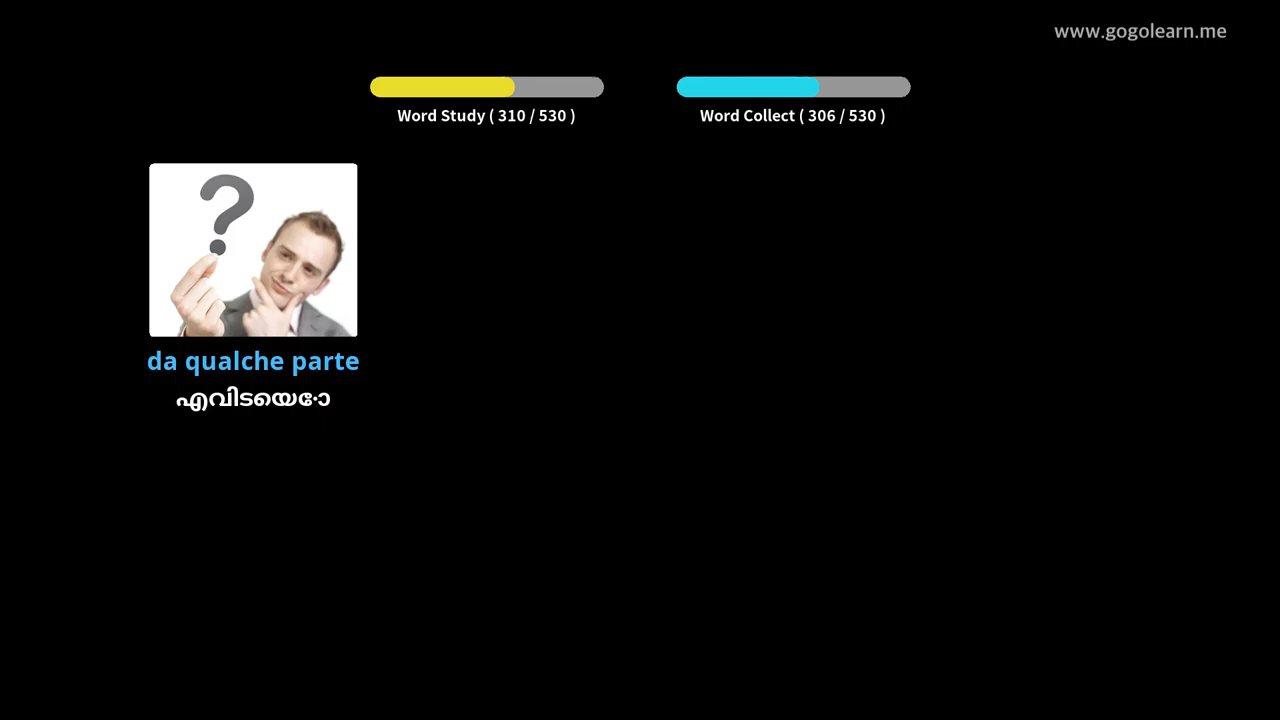 www.gogolearn.me
Word Study ( 310 / 530 )
Word Collect ( 306 / 530 )
da qualche parte
എവിടയെോ